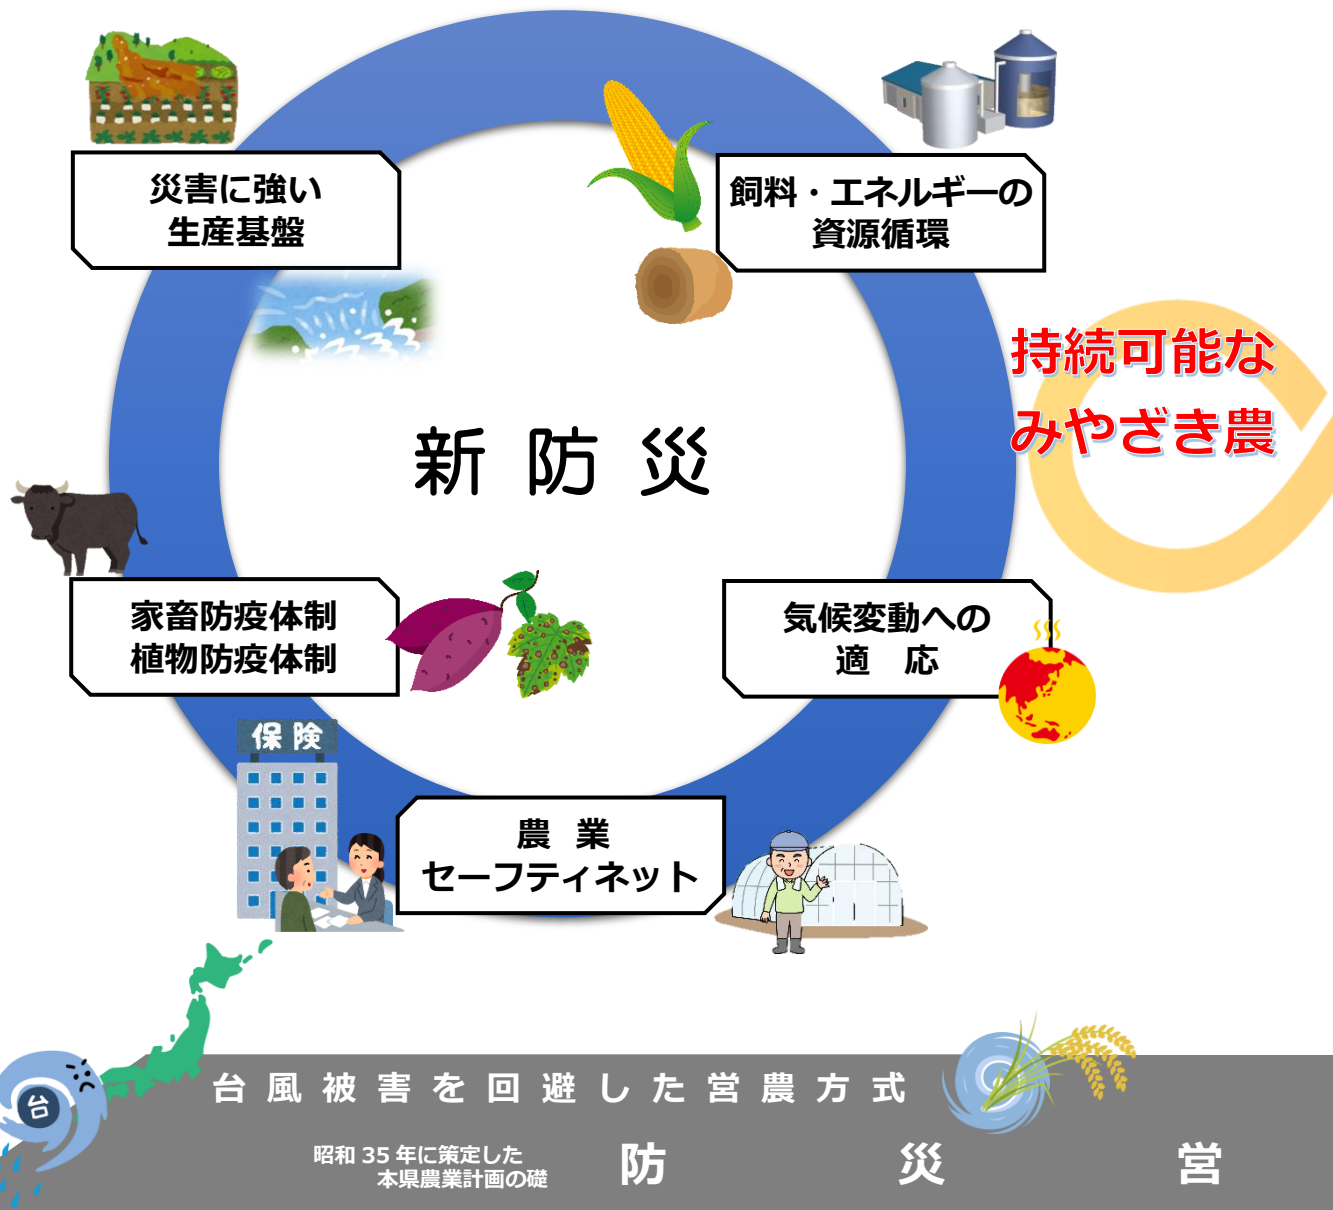 災害に強い
生産基盤
飼料・エネルギーの
資源循環
持続可能な
みやざき農
新防災
家畜防疫体制
植物防疫体制
気候変動への
適　応
保険
農　業
セーフティネット
台風被害を回避した営農方式
台
昭和 35 年に策定した
本県農業計画の礎
防災営